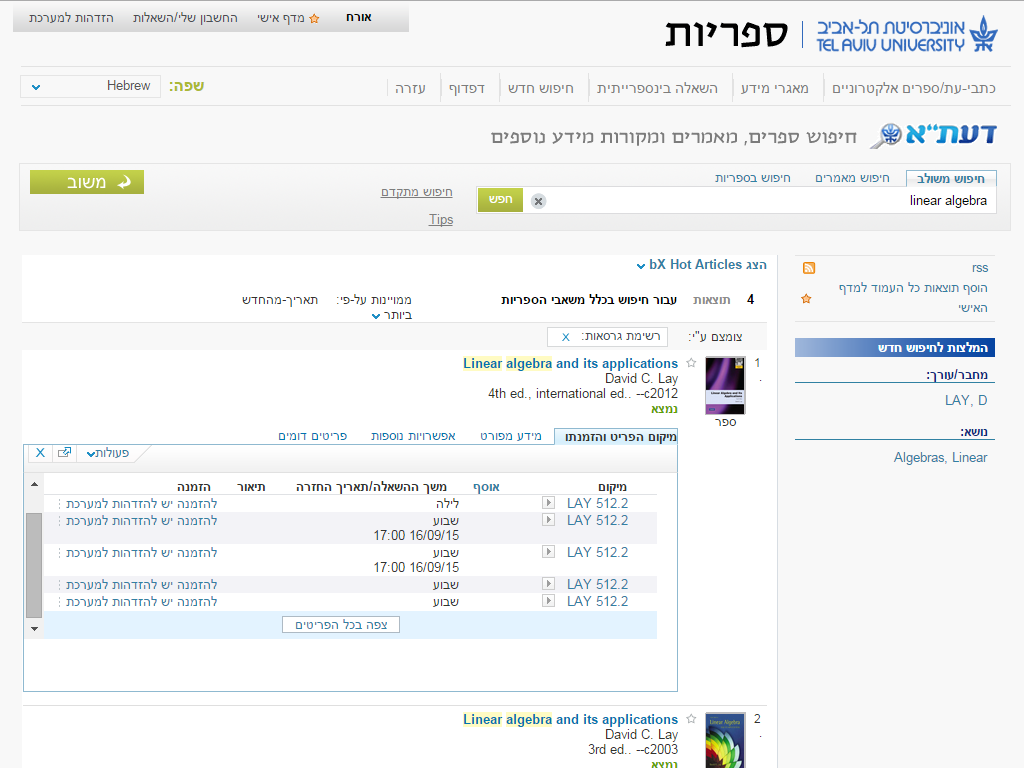 אורח
מדף אישי
החשבון שלי/השאלות
הזדהות למערכת
אוניברסיטת תל-אביב
TEL AVIV UNIVERSITY
ספריות
כתבי-עת/ספרים אלקטרוניים
מאגרי מידע
השאלה בינספרייתית
חיפוש חדש
דפדוף
עזרה
שפה:
Hebrew
דעת"א
חיפוש ספרים, מאמרים ומקורות מידע נוספים
חיפוש משולב
חיפוש מאמרים
חיפוש בספריות
linear algebra
חפש
חיפוש מתקדם
Tips
משוב
rss
הוסף תוצאות כל העמוד למדף
האישי
המלצות לחיפוש חדש
מחבר/עורך:
LAY, D
נושא:
Algebras, Linear
הצג bX Hot Articles
4 תוצאות עבור חיפוש בכלל משאבי הספריות
ממויינות על-פי: תאריך-מהחדש
ביותר
צומצם ע"י: רשימת גרסאות: X
1
Linear algebra and its applications
David C. Lay
4th ed., international ed.. --c2012
נמצא
ספר
מיקום הפריט והזמנתו
מידע מפורט
אפשרויות נוספות
פריטים דומים
פעולות
X
מיקום אוסף משך ההשאלה/תאריך החזרה תיאור הזמנה
LAY 512.2 לילה להזמנה יש להזדהות למערכת
LAY 512.2 שבוע להזמנה יש להזדהות למערכת
17:00 16/09/15
LAY 512.2 שבוע להזמנה יש להזדהות למערכת
17:00 16/09/15
LAY 512.2 שבוע להזמנה יש להזדהות למערכת
LAY 512.2 שבוע להזמנה יש להזדהות למערכת
צפה בכל הפריטים
2
Linear algebra and its applications
David C. Lay
3rd ed.. --c2003
נמצא